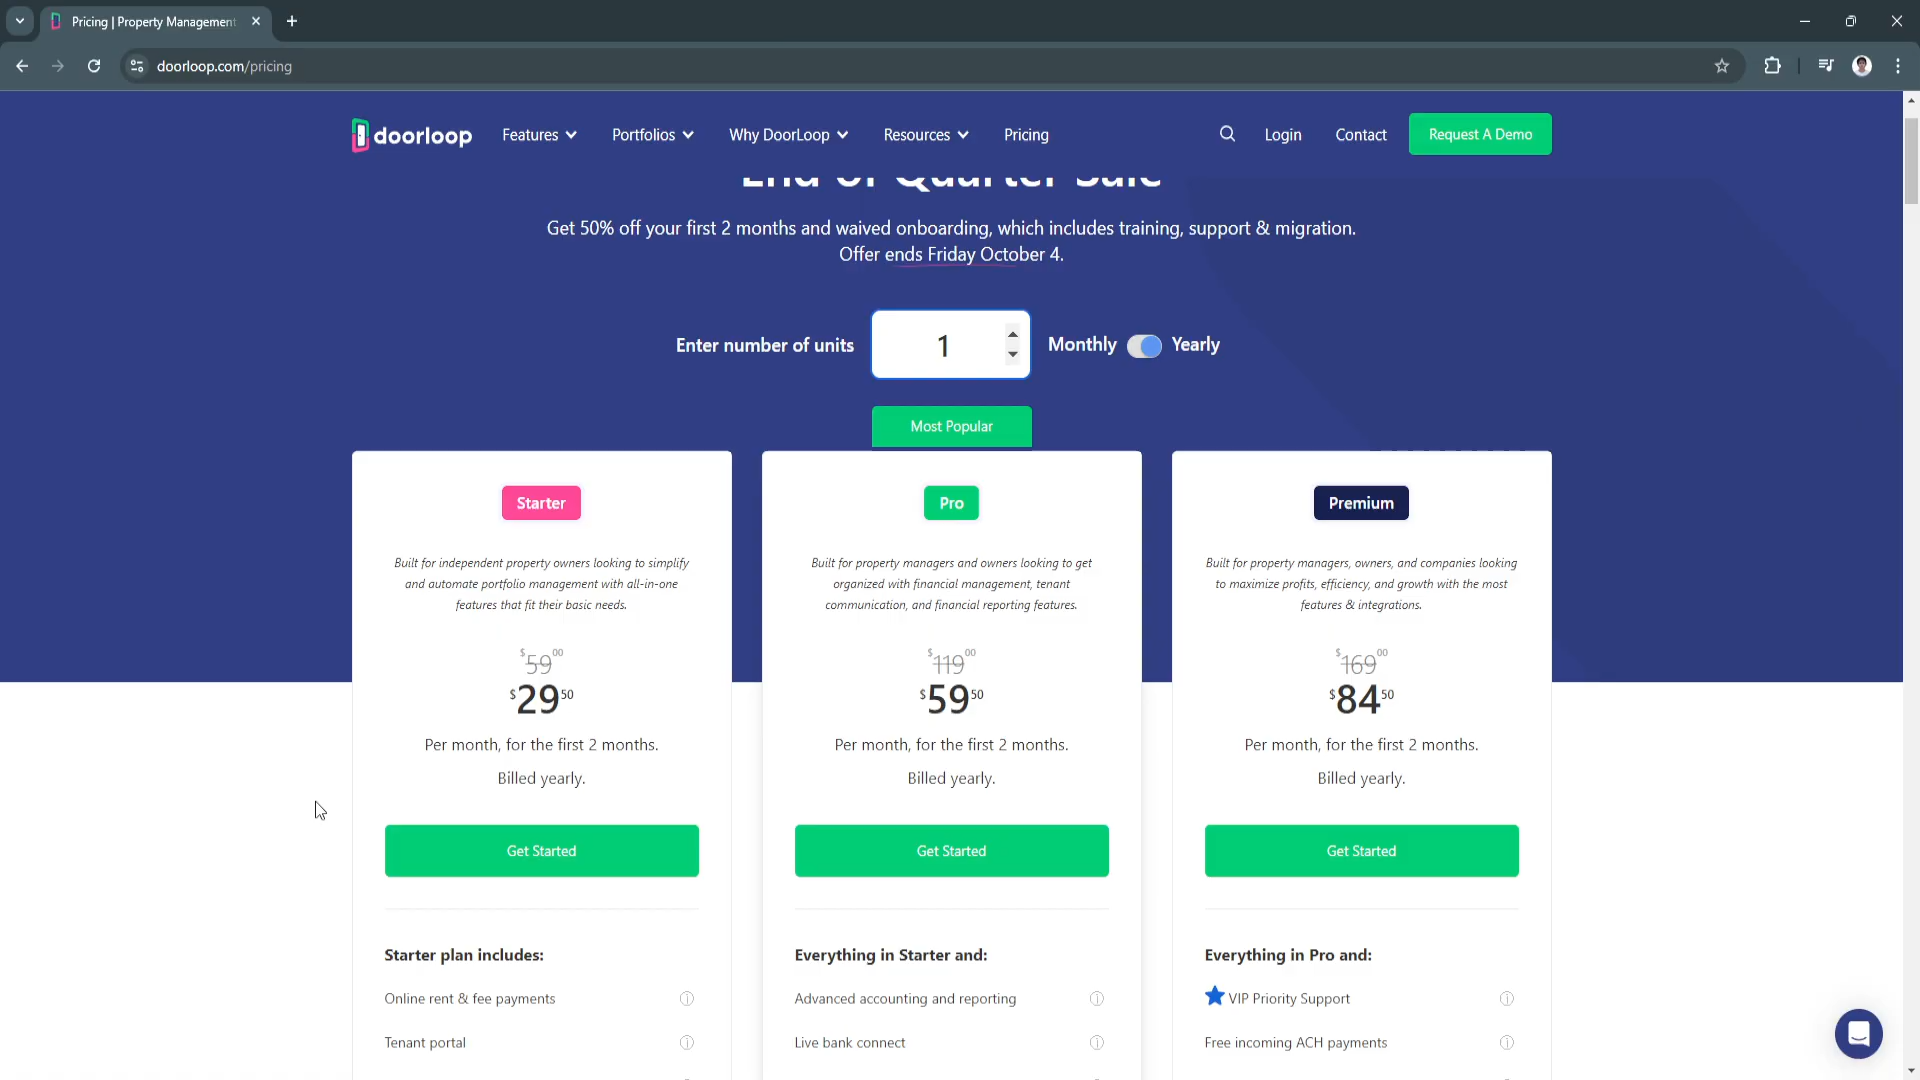 Pricing | Property Management
doorloop.com/pricing
doorloop
Features
Portfolios
Why DoorLoop
Resources
Pricing
Login
Contact
Request A Demo
End of Quarter Sale
Get 50% off your first 2 months and waived onboarding, which includes training, support & migration.
Offer ends Friday October 4.
Enter number of units
1
Monthly
Yearly
Most Popular
Starter
Built for independent property owners looking to simplify
and automate portfolio management with all-in-one
features that fit their basic needs.
$59.00
$29.50
Per month, for the first 2 months.
Billed yearly.
Get Started
Starter plan includes:
Online rent & fee payments
Tenant portal
Pro
Built for property managers and owners looking to get
organized with financial management, tenant
communication, and financial reporting features.
$119.00
$59.50
Per month, for the first 2 months.
Billed yearly.
Get Started
Everything in Starter and:
Advanced accounting and reporting
Live bank connect
Premium
Built for property managers, owners, and companies looking
to maximize profits, efficiency, and growth with the most
features & integrations.
$169.00
$84.50
Per month, for the first 2 months.
Billed yearly.
Get Started
Everything in Pro and:
VIP Priority Support
Free incoming ACH payments